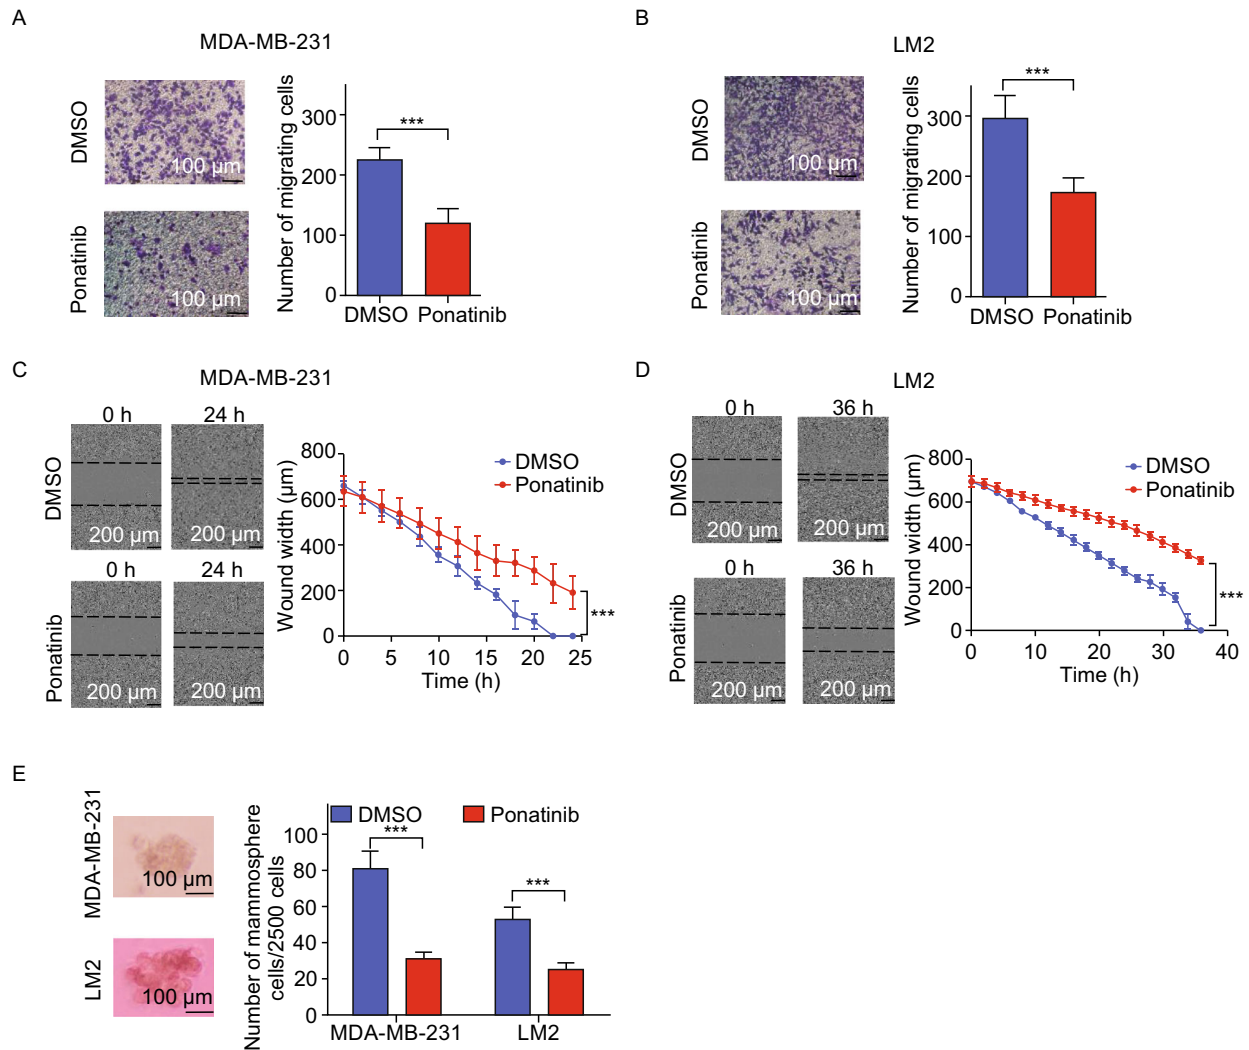 A
MDA-MB-231
DMSO
100 µm
Ponatinib
100 µm
Number of migrating cells
300
200
100
0
***
DMSO Ponatinib
B
LM2
DMSO
100 µm
Ponatinib
100 µm
Number of migrating cells
300
200
100
0
***
DMSO Ponatinib
C
MDA-MB-231
0 h 24 h
DMSO
200 µm 200 µm
0 h 24 h
Ponatinib
200 µm 200 µm
Wound width (µm)
800
600
400
200
0
DMSO
Ponatinib
***
0 5 10 15 20 25
Time (h)
D
LM2
0 h 36 h
DMSO
200 µm 200 µm
0 h 36 h
Ponatinib
200 µm 200 µm
Wound width (µm)
800
600
400
200
0
DMSO
Ponatinib
***
0 10 20 30 40
Time (h)
E
MDA-MB-231
100 µm
LM2
100 µm
Number of mammosphere
cells/2500 cells
100
80
60
40
20
0
DMSO Ponatinib
***
***
MDA-MB-231 LM2